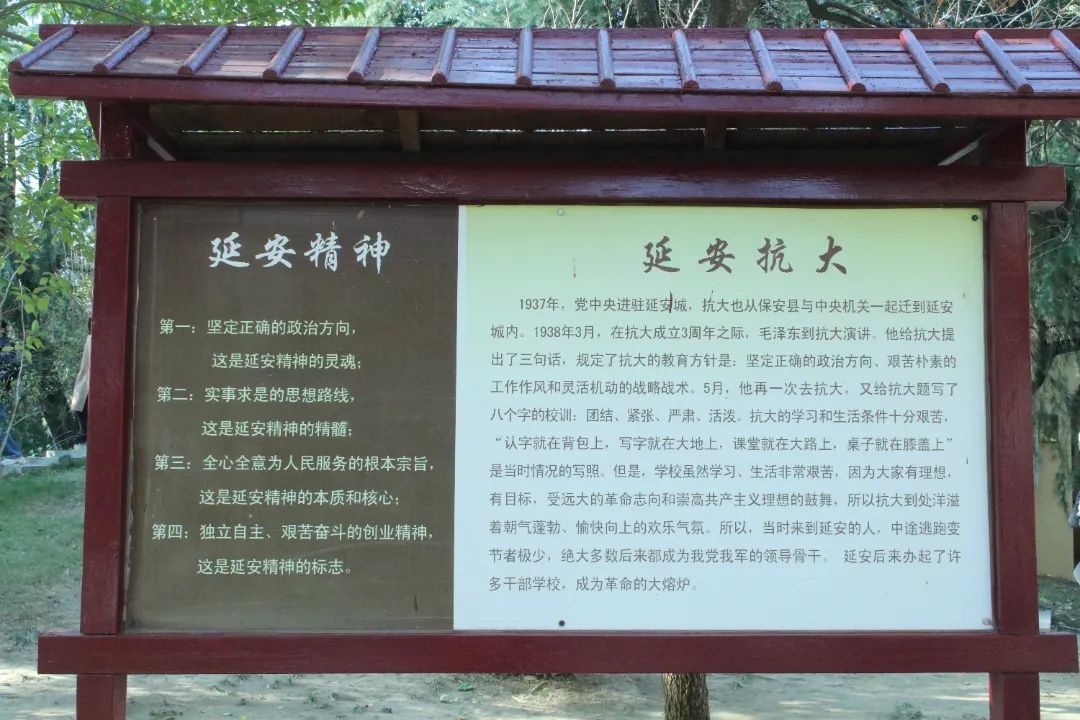 延安精神
第一：坚定正确的政治方向，
这是延安精神的灵魂；
第二：实事求是的思想路线，
这是延安精神的精髓；
第三：全心全意为人民服务的根本宗旨，
这是延安精神的本质和核心；
第四：独立自主、艰苦奋斗的创业精神，
这是延安精神的标志。
延安抗大
1937年，党中央进驻延安城，抗大也从保安县与中央机关一起迁到延安
城内。1938年3月，在抗大成立3周年之际，毛泽东到抗大演讲。他给抗大提
出了三句话，规定了抗大的教育方针是：坚定正确的政治方向、艰苦朴素的
工作作风和灵活机动的战略战术。5月，他再一次去抗大，又给抗大题写了
八个字的校训：团结、紧张、严肃、活泼。抗大的学习和生活条件十分艰苦，
“认字就在背包上，写字就在大地上，课堂就在大路上，桌子就在膝盖上”
是当时情况的写照。但是，学校虽然学习、生活非常艰苦，因为大家有理想，
有目标，受远大的革命志向和崇高共产主义理想的鼓舞，所以抗大到处洋溢
着朝气蓬勃、愉快向上的欢乐气氛。所以，当时来到延安的人，中途逃跑变
节者极少，绝大多数后来都成为我党我军的领导骨干。 延安后来办起了许
多干部学校，成为革命的大熔炉。